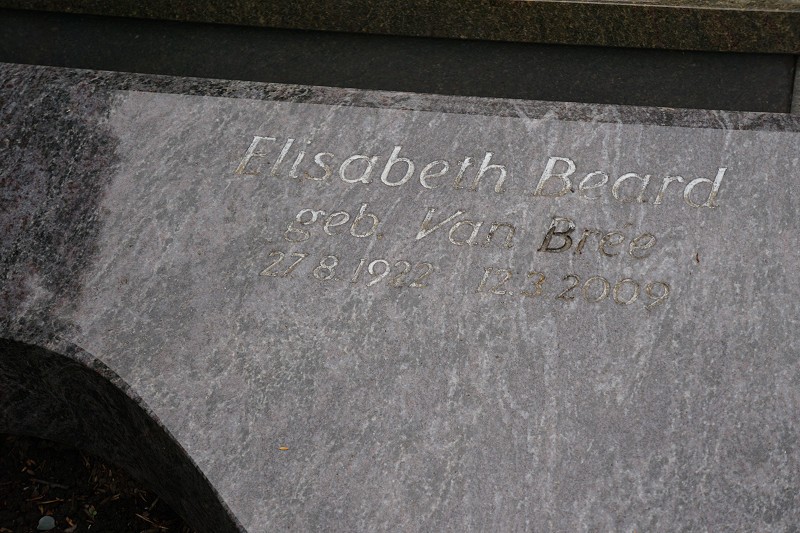 Elisabeth Beard
geb. Van Bree
27.8.1922 12.3.2009